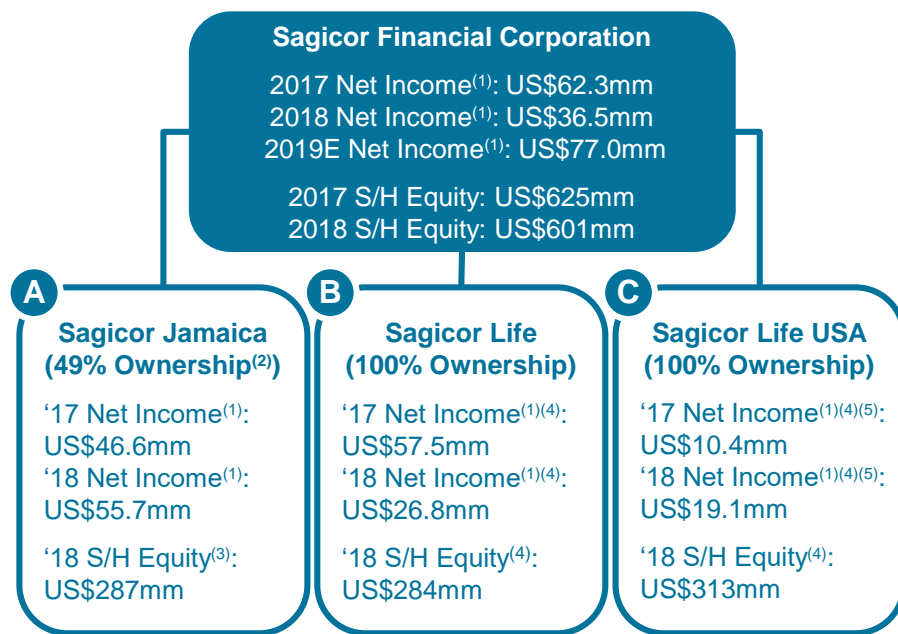 Sagicor Financial Corporation
2017 Net Income(1): US$62.3mm
2018 Net Income(1): US$36.5mm
2019E Net Income(1): US$77.0mm
2017 S/H Equity: US$625mm
2018 S/H Equity: US$601mm
A
Sagicor Jamaica
(49% Ownership(2))
‘17 Net Income(1):
US$46.6mm
‘18 Net Income(1):
US$55.7mm
‘18 S/H Equity(3):
US$287mm
B
Sagicor Life
(100% Ownership)
‘17 Net Income(1)(4):
US$57.5mm
‘18 Net Income(1)(4):
US$26.8mm
‘18 S/H Equity(4):
US$284mm
C
Sagicor Life USA
(100% Ownership)
‘17 Net Income(1)(4)(5):
US$10.4mm
‘18 Net Income(1)(4)(5):
US$19.1mm
‘18 S/H Equity(4):
US$313mm